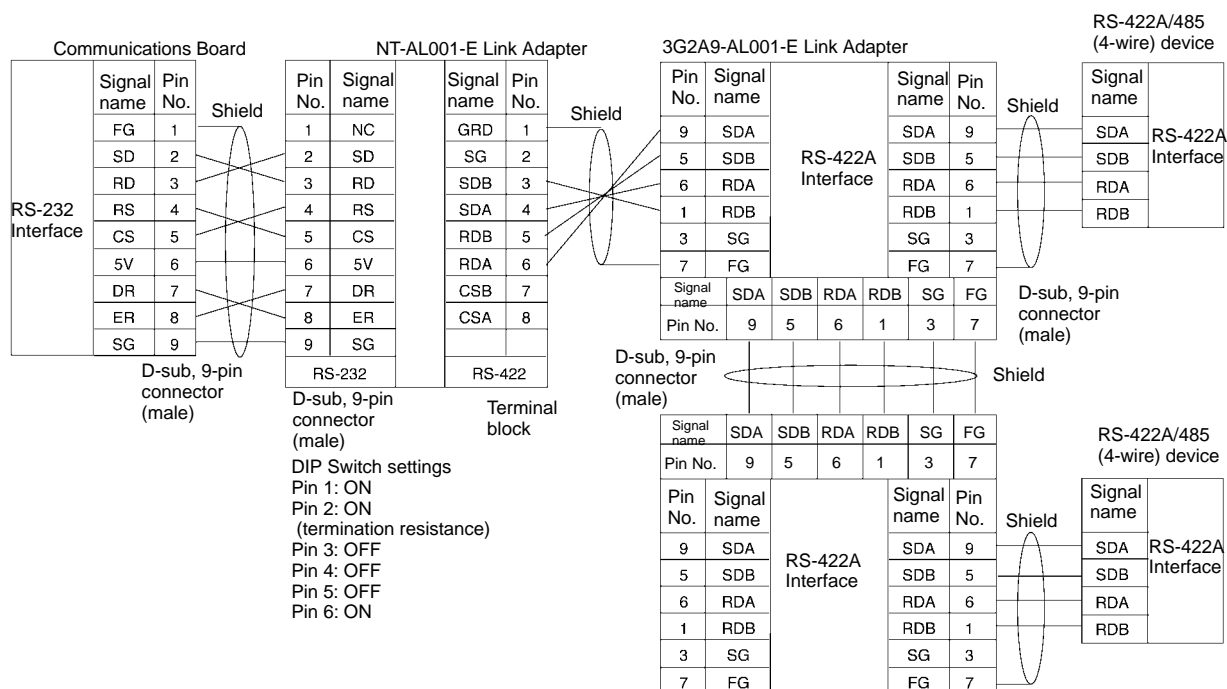 RS-422A/485
(4-wire) device
Communications Board
NT-AL001-E Link Adapter
3G2A9-AL001-E Link Adapter
Signal name Pin No.
Shield
Pin No. Signal name
Signal name Pin No.
Shield
Pin No. Signal name
Signal name Pin No.
Shield
Signal name
RS-232 Interface
FG 1
SD 2
RD 3
RS 4
CS 5
5V 6
DR 7
ER 8
SG 9
D-sub, 9-pin
connector
(male)
1 NC
2 SD
3 RD
4 RS
5 CS
6 5V
7 DR
8 ER
9 SG
RS-232
D-sub, 9-pin
connector
(male)
GRD 1
SG 2
SDB 3
SDA 4
RDB 5
RDA 6
CSB 7
CSA 8
RS-422
Terminal
block
DIP Switch settings
Pin 1: ON
Pin 2: ON
(termination resistance)
Pin 3: OFF
Pin 4: OFF
Pin 5: OFF
Pin 6: ON
9 SDA
5 SDB
6 RDA
1 RDB
3 SG
7 FG
RS-422A
Interface
SDA 9
SDB 5
RDA 6
RDB 1
SG 3
FG 7
SDA
SDB
RDA
RDB
RS-422A
Interface
Signal name SDA SDB RDA RDB SG FG
Pin No. 9 5 6 1 3 7
D-sub, 9-pin
connector
(male)
D-sub, 9-pin
connector
(male)
Shield
Signal name SDA SDB RDA RDB SG FG
Pin No. 9 5 6 1 3 7
RS-422A/485
(4-wire) device
Pin No. Signal name
Signal name Pin No.
Shield
Signal name
9 SDA
5 SDB
6 RDA
1 RDB
3 SG
7 FG
RS-422A
Interface
SDA 9
SDB 5
RDA 6
RDB 1
SG 3
FG 7
SDA
SDB
RDA
RDB
RS-422A
Interface